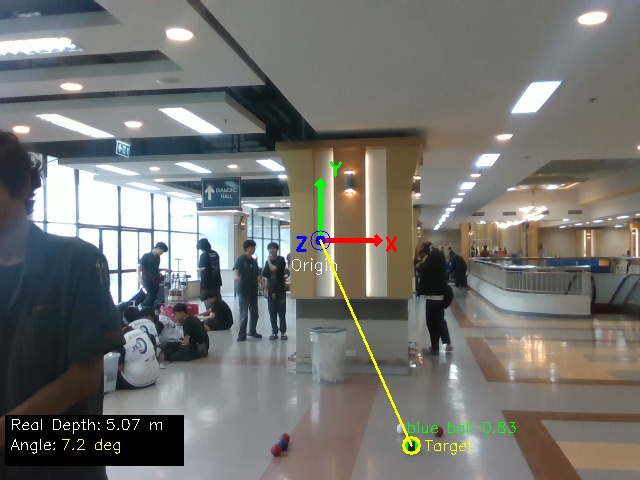 DIAMOND
HALL
Y
Z
X
Origin
blue ball 0.83
Target
Real Depth: 5.07 m
Angle: 7.2 deg